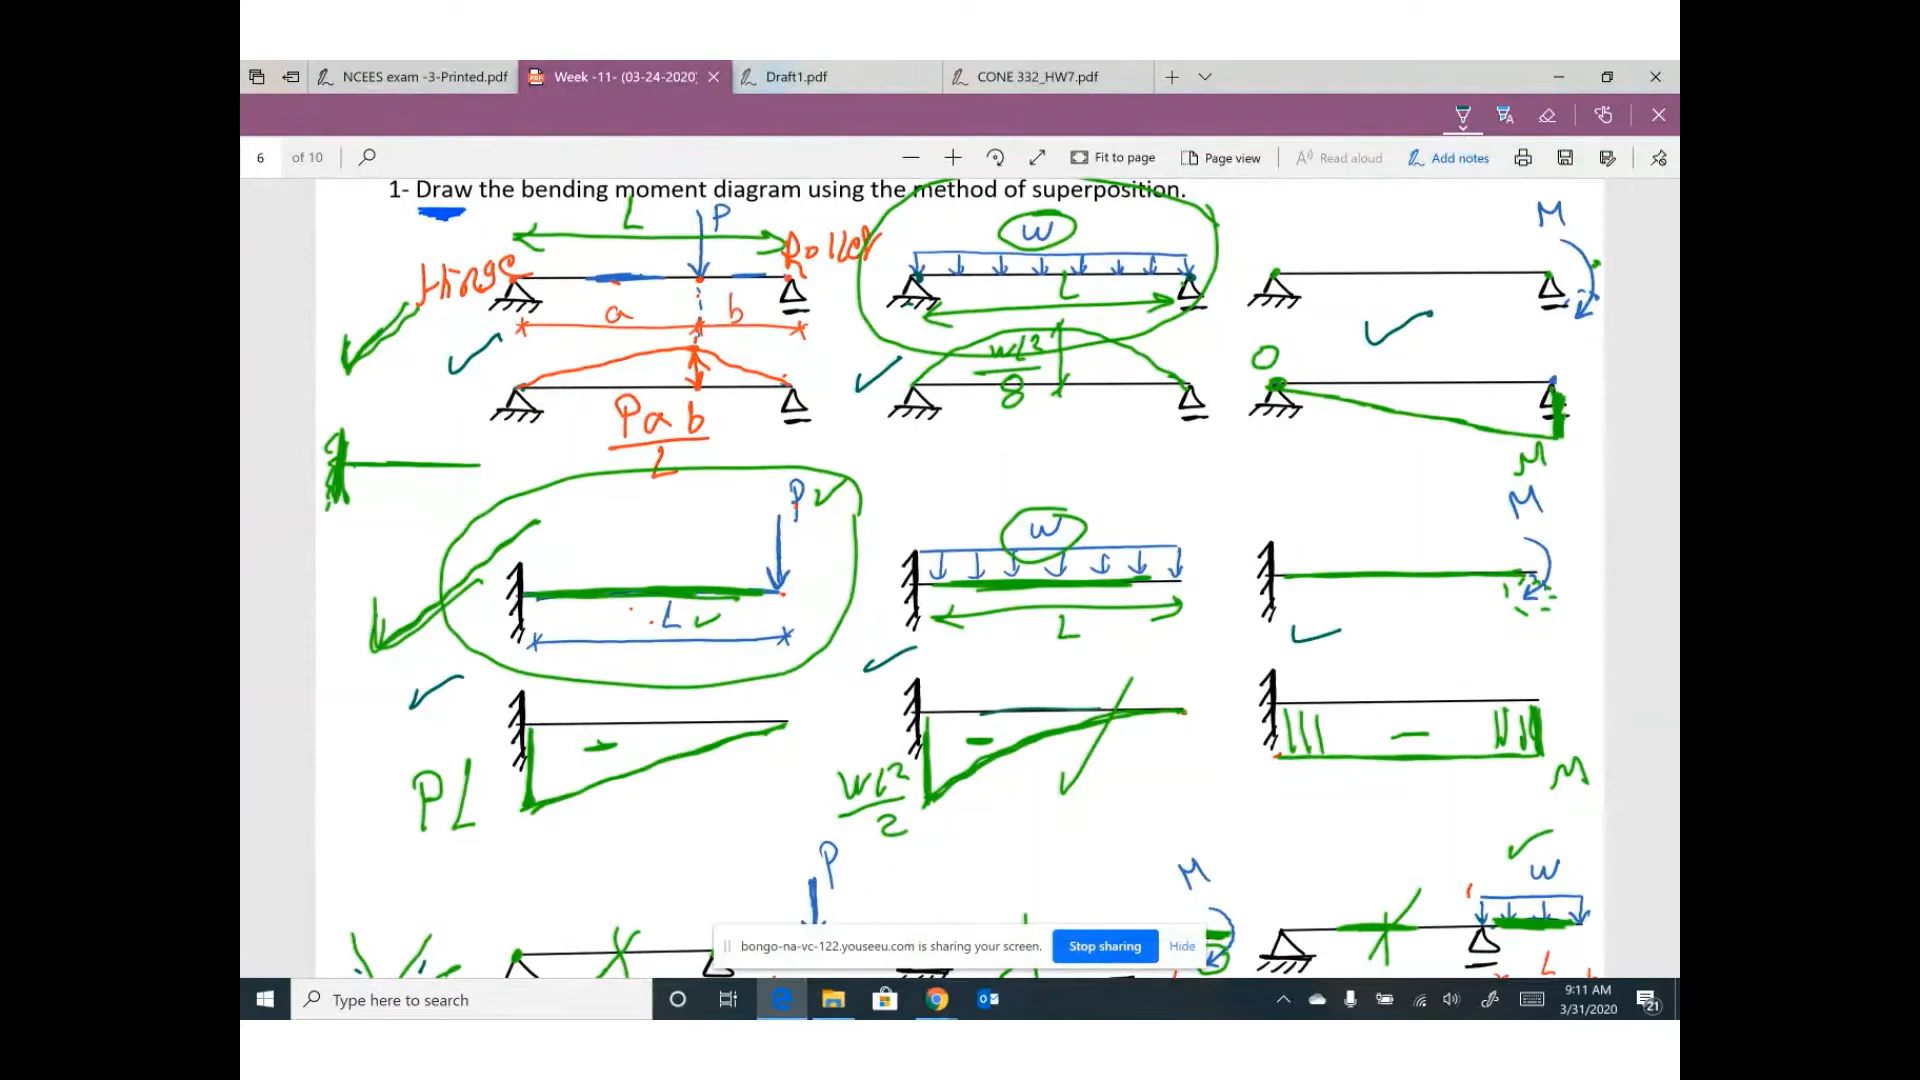 NCEES exam -3-Printed.pdf
Week -11- (03-24-2020)
Draft1.pdf
CONE 332_HW7.pdf
6 of 10
Fit to page
Page view
Read aloud
Add notes
1- Draw the bending moment diagram using the method of superposition.
L
P
w
M
Hinge
Roller
L
a
b
wL²
8
0
Pab
L
M
P
w
M
L
L
PL
wL²
2
M
P
M
w
L
bongo-na-vc-122.youseeu.com is sharing your screen.
Stop sharing
Hide
Type here to search
9:11 AM
3/31/2020
21